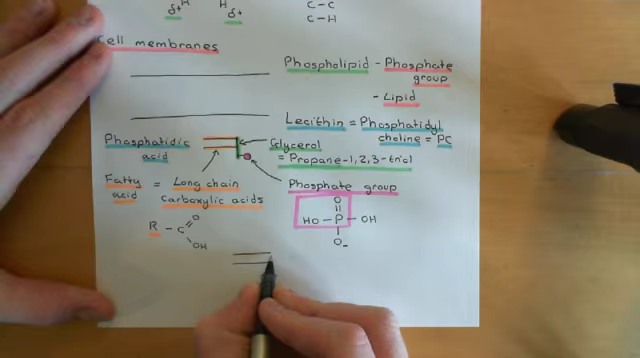 δ+ H H δ+
C-C
C-H
Cell membranes
Phospholipid - Phosphate group
- Lipid
Lecithin = Phosphatidyl choline = PC
Phosphatidic acid
Glycerol
= Propane-1,2,3-triol
Fatty acid = Long chain carboxylic acids
Phosphate group
R - C
O
OH
O
HO - P - OH
O-